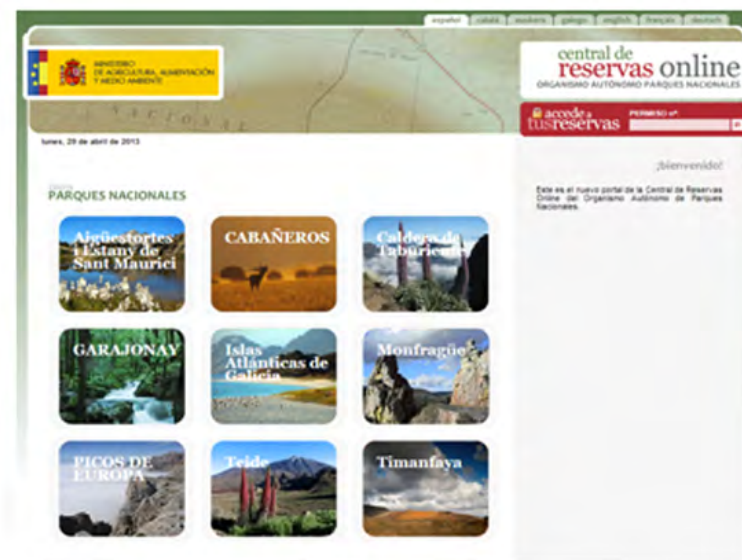 español català euskera galego english français deutsch
MINISTERIO
DE AGRICULTURA, ALIMENTACIÓN
Y MEDIO AMBIENTE
central de
reservas online
ORGANISMO AUTÓNOMO PARQUES NACIONALES
accede a
tusreservas
PERMISO nº:
lunes, 29 de abril de 2013
¡bienvenido!
Este es el nuevo portal de la Central de Reservas
Online del Organismo Autónomo de Parques
Nacionales.
PARQUES NACIONALES
Aigüestortes
i Estany de
Sant Maurici
CABAÑEROS
Caldera de
Taburiente
GARAJONAY
Islas
Atlánticas de
Galicia
Monfragüe
PICOS DE
EUROPA
Teide
Timanfaya